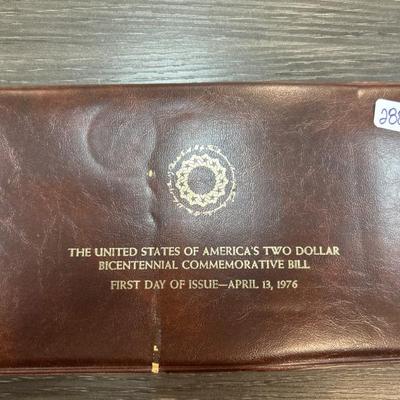 THE UNITED STATES OF AMERICA'S TWO DOLLAR
BICENTENNIAL COMMEMORATIVE BILL
FIRST DAY OF ISSUE—APRIL 13, 1976